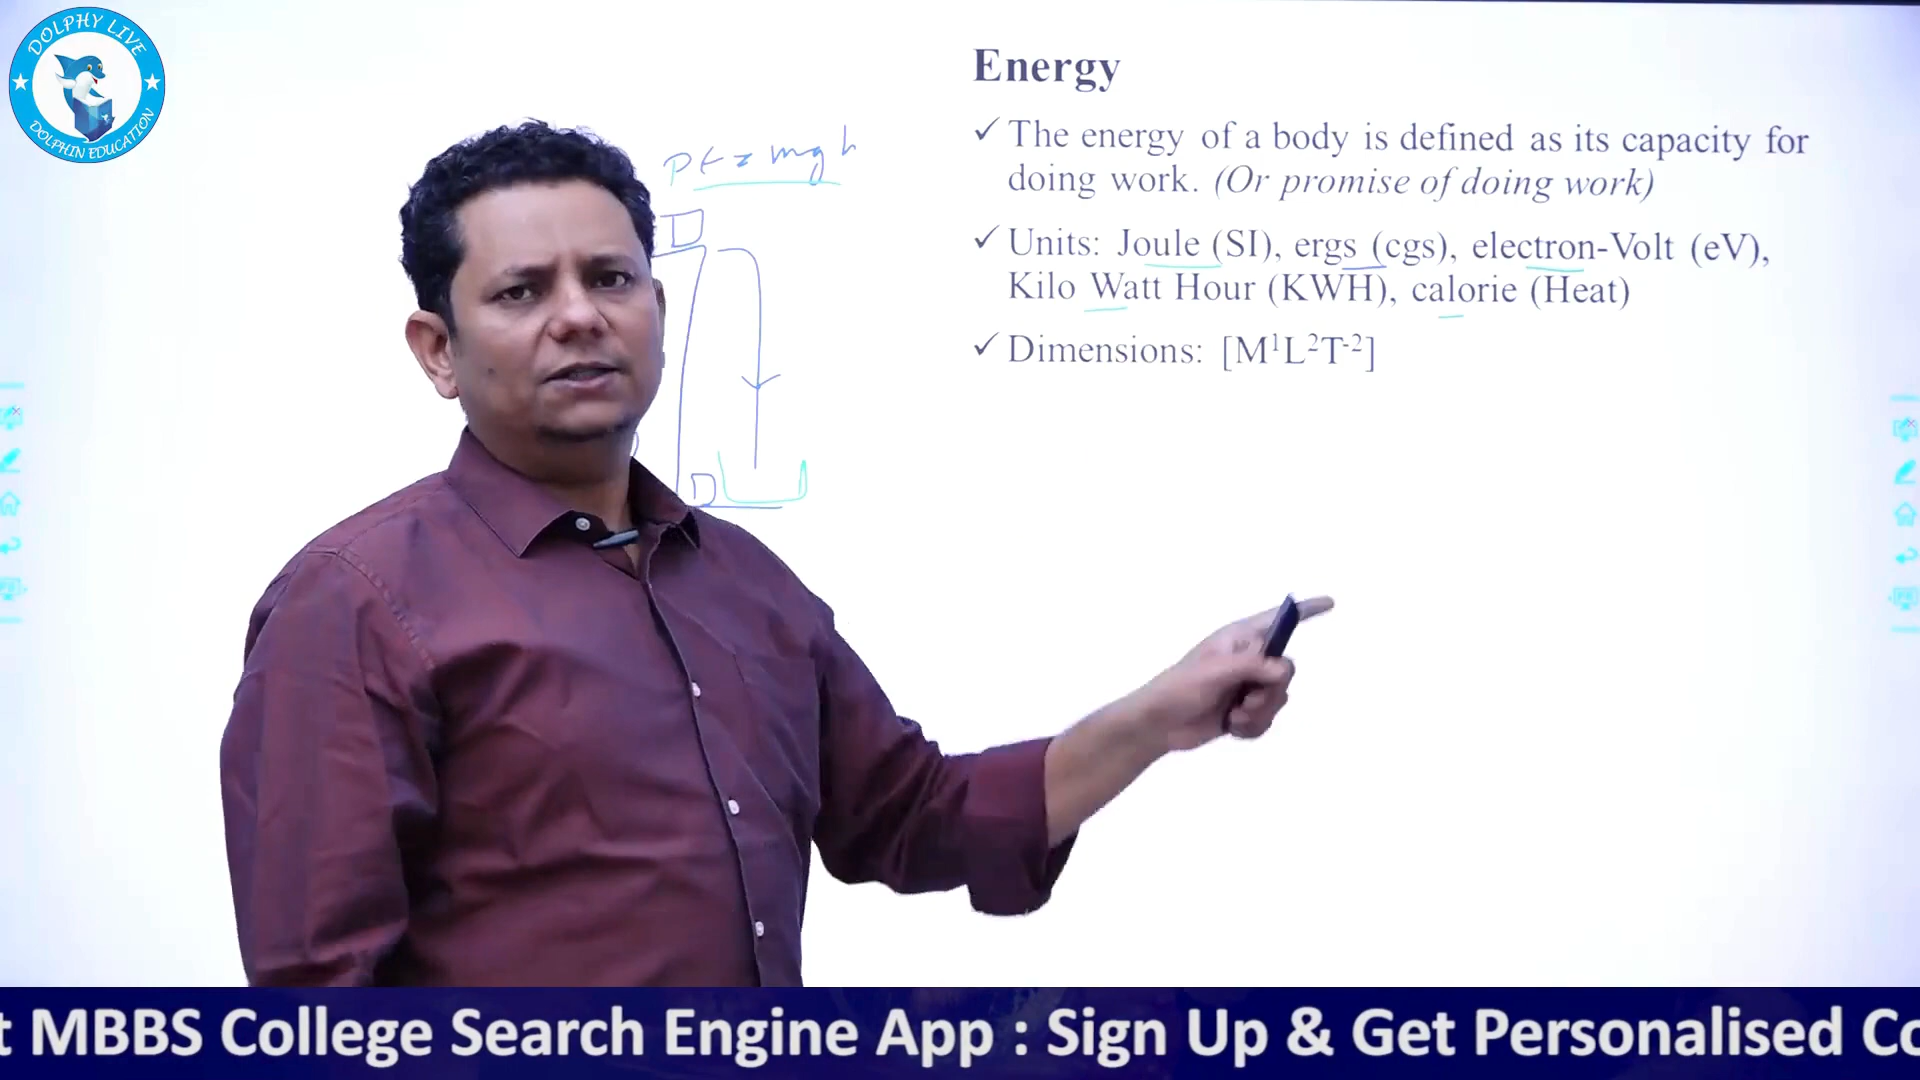 DOLPHY LIVE
DOLPHIN EDUCATION
PE = mgh
Energy
✓ The energy of a body is defined as its capacity for
doing work. (Or promise of doing work)
✓ Units: Joule (SI), ergs (cgs), electron-Volt (eV),
Kilo Watt Hour (KWH), calorie (Heat)
✓ Dimensions: [M¹L²T⁻²]
t MBBS College Search Engine App : Sign Up & Get Personalised Co